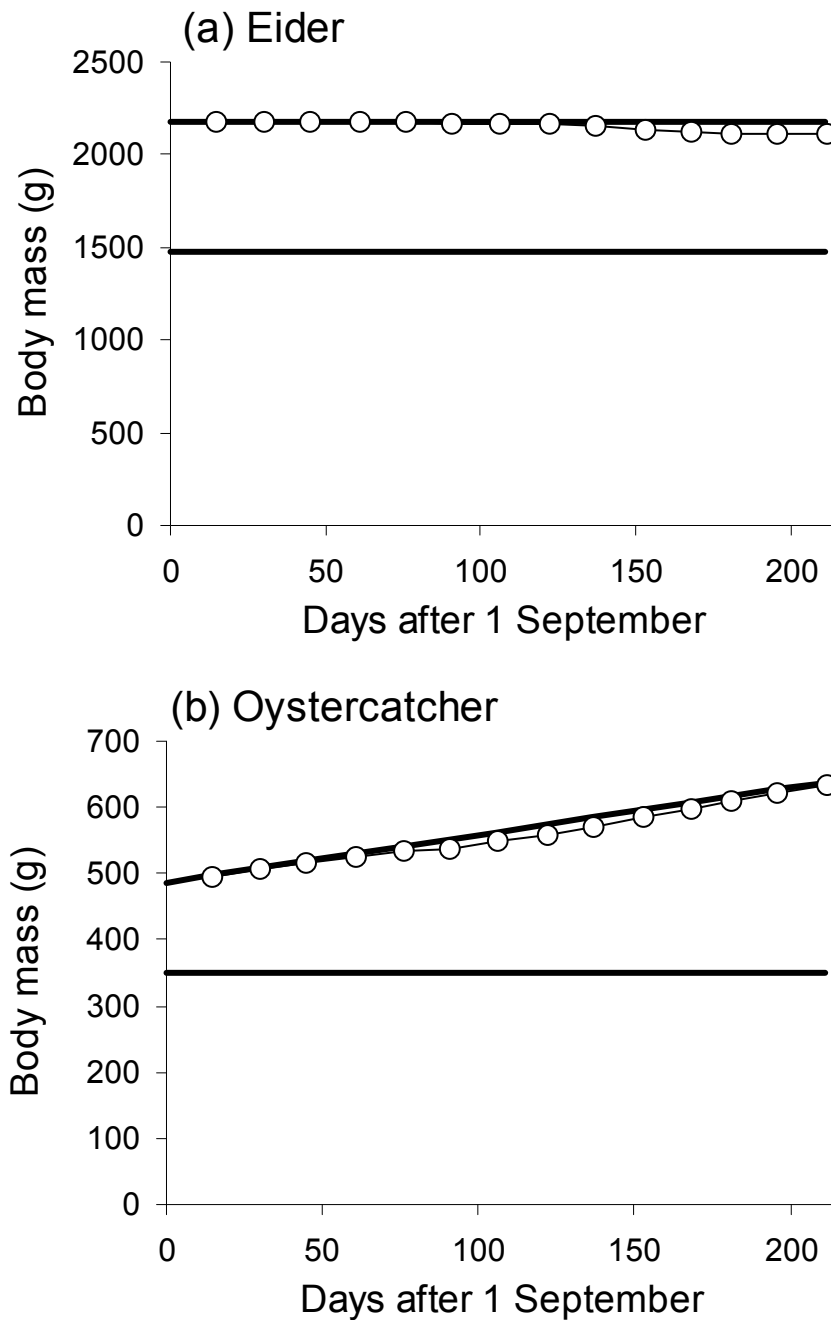 (a) Eider
2500
2000
1500
1000
500
0
Body mass (g)
0 50 100 150 200
Days after 1 September
(b) Oystercatcher
700
600
500
400
300
200
100
0
Body mass (g)
0 50 100 150 200
Days after 1 September